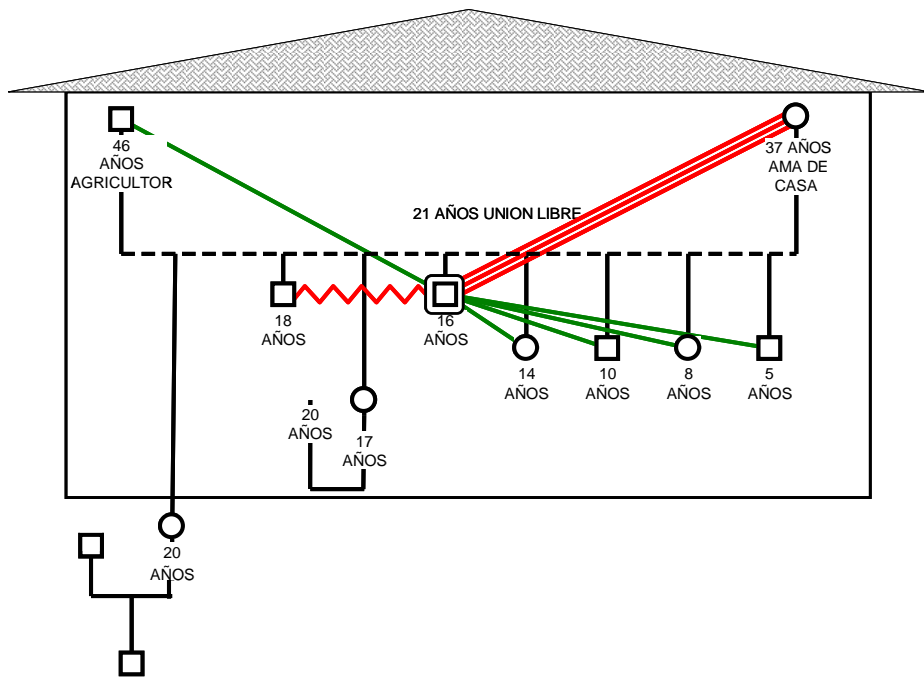 46
AÑOS
AGRICULTOR
37 AÑOS
AMA DE
CASA
21 AÑOS UNION LIBRE
18
AÑOS
16
AÑOS
14
AÑOS
10
AÑOS
8
AÑOS
5
AÑOS
20
AÑOS
17
AÑOS
20
AÑOS